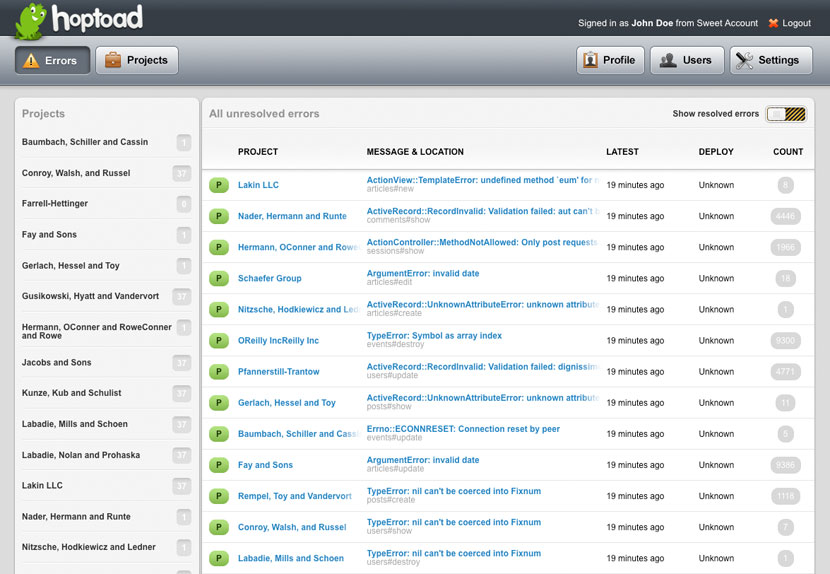 hoptoad
Signed in as John Doe from Sweet Account Logout
Errors Projects Profile Users Settings
Projects
Baumbach, Schiller and Cassin 1
Conroy, Walsh, and Russel 37
Farrell-Hettinger 6
Fay and Sons 1
Gerlach, Hessel and Toy 1
Gusikowski, Hyatt and Vandervort 37
Hermann, OConner and RoweConner
and Rowe 1
Jacobs and Sons 37
Kunze, Kub and Schulist 37
Labadie, Mills and Schoen 37
Labadie, Nolan and Prohaska 37
Lakin LLC 37
Nader, Hermann and Runte 1
Nitzsche, Hodkiewicz and Ledner 1
All unresolved errors Show resolved errors
PROJECT MESSAGE & LOCATION LATEST DEPLOY COUNT
P Lakin LLC ActionView::TemplateError: undefined method `eum' for n 19 minutes ago Unknown 8
articles#new
P Nader, Hermann and Runte ActiveRecord::RecordInvalid: Validation failed: aut can't b 19 minutes ago Unknown 4446
comments#show
P Hermann, OConner and Rowe ActionController::MethodNotAllowed: Only post requests 19 minutes ago Unknown 1966
sessions#show
P Schaefer Group ArgumentError: invalid date 19 minutes ago Unknown 18
articles#edit
P Nitzsche, Hodkiewicz and Ledn ActiveRecord::UnknownAttributeError: unknown attribute 19 minutes ago Unknown 1
articles#create
P OReilly IncReilly Inc TypeError: Symbol as array index 19 minutes ago Unknown 9300
events#destroy
P Pfannerstill-Trantow ActiveRecord::RecordInvalid: Validation failed: dignissim 19 minutes ago Unknown 4771
users#update
P Gerlach, Hessel and Toy ActiveRecord::UnknownAttributeError: unknown attribute 19 minutes ago Unknown 11
posts#show
P Baumbach, Schiller and Cassi Errno::ECONNRESET: Connection reset by peer 19 minutes ago Unknown 5
events#update
P Fay and Sons ArgumentError: invalid date 19 minutes ago Unknown 9386
articles#update
P Rempel, Toy and Vandervort TypeError: nil can't be coerced into Fixnum 19 minutes ago Unknown 1116
posts#create
P Conroy, Walsh, and Russel TypeError: nil can't be coerced into Fixnum 19 minutes ago Unknown 7
users#show
P Labadie, Mills and Schoen TypeError: nil can't be coerced into Fixnum 19 minutes ago Unknown 1
users#destroy